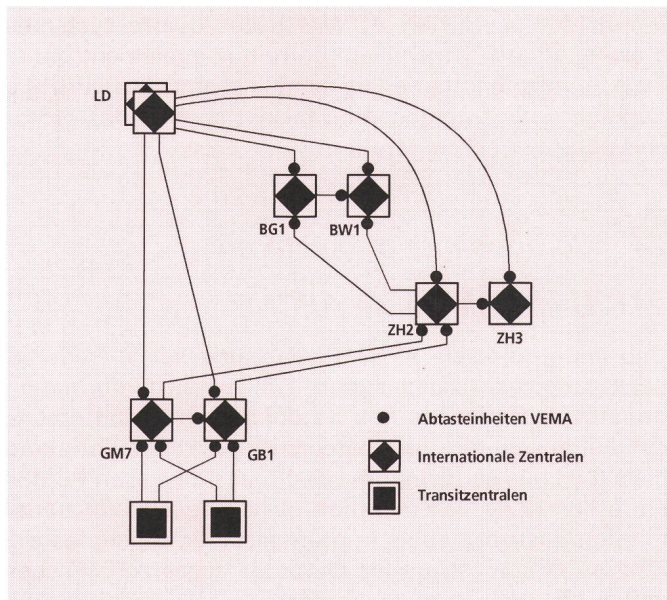 LD
BG1
BW1
ZH2
ZH3
GM7
GB1
Abtasteinheiten VEMA
Internationale Zentralen
Transitzentralen